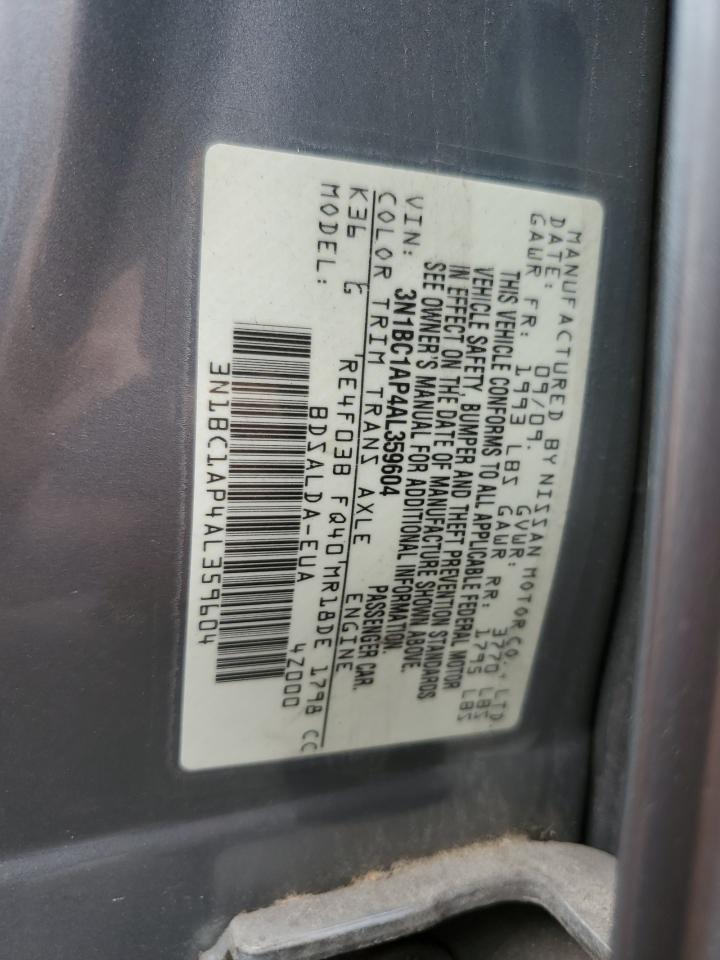 MANUFACTURED BY NISSAN MOTOR CO., LTD.
DATE: 09/09. GVWR: 3770 LBS
GAWR FR: 1993 LBS GAWR RR: 1795 LBS
THIS VEHICLE CONFORMS TO ALL APPLICABLE FEDERAL MOTOR
VEHICLE SAFETY, BUMPER AND THEFT PREVENTION STANDARDS
IN EFFECT ON THE DATE OF MANUFACTURE SHOWN ABOVE.
SEE OWNER'S MANUAL FOR ADDITIONAL INFORMATION.
VIN: 3N1BC1AP4AL359604 PASSENGER CAR.
COLOR TRIM TRANS AXLE ENGINE
K36 G RE4F03B FQ40 MR18DE 1798 CC
MODEL: BDSALDA-EUA 4Z000
3N1BC1AP4AL359604